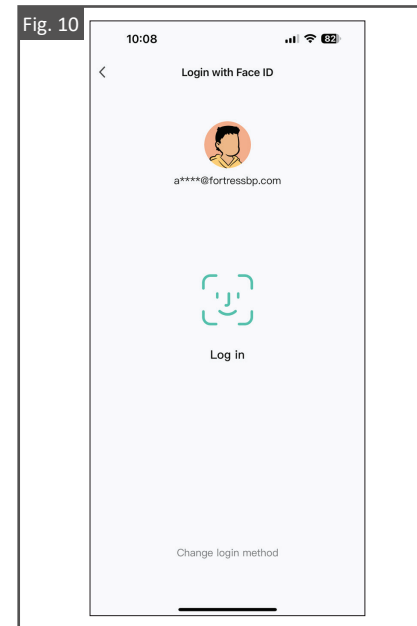 Fig. 10
10:08
82
Login with Face ID
a****@fortressbp.com
Log in
Change login method